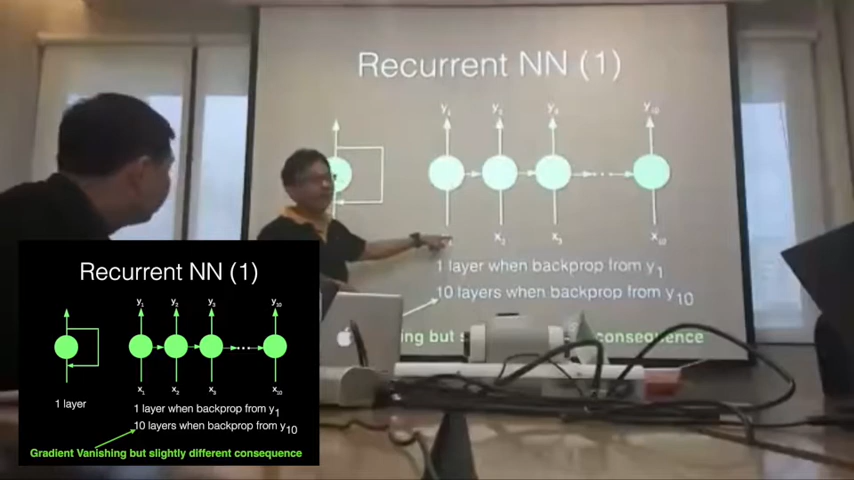 Recurrent NN (1)
y1 y2 y3 y10
x2 x3 x10
1 layer when backprop from y1
10 layers when backprop from y10
ing but s consequence
Recurrent NN (1)
y1 y2 y3 y10
x1 x2 x3 x10
1 layer
1 layer when backprop from y1
10 layers when backprop from y10
Gradient Vanishing but slightly different consequence